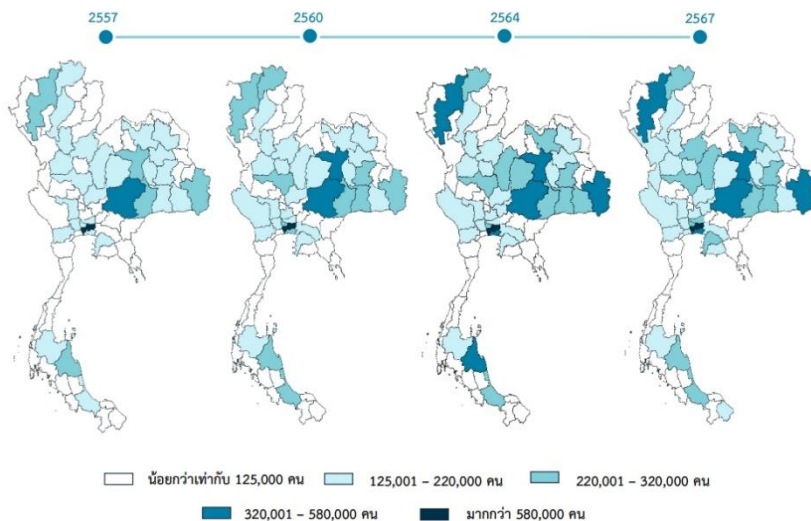 2557 2560 2564 2567
น้อยกว่าเท่ากับ 125,000 คน 125,001 – 220,000 คน 220,001 – 320,000 คน
320,001 – 580,000 คน มากกว่า 580,000 คน